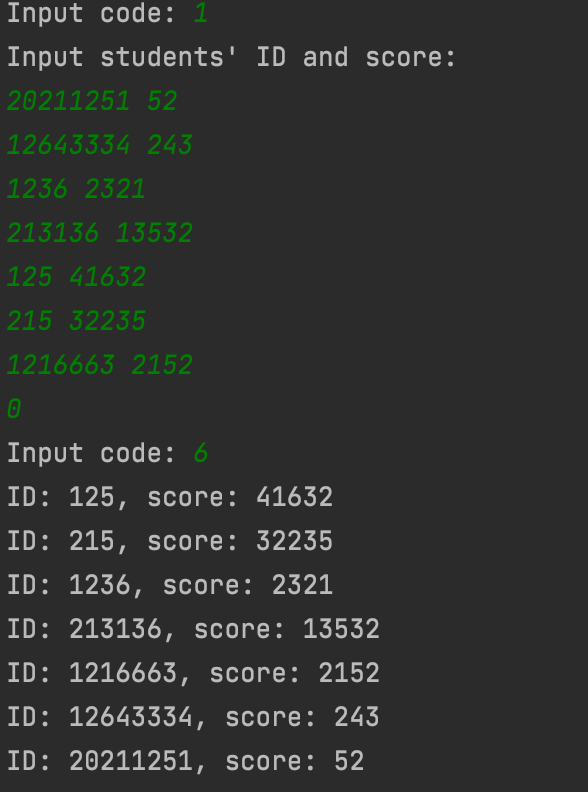 Input code: 1
Input students' ID and score:
20211251 52
12643334 243
1236 2321
213136 13532
125 41632
215 32235
1216663 2152
0
Input code: 6
ID: 125, score: 41632
ID: 215, score: 32235
ID: 1236, score: 2321
ID: 213136, score: 13532
ID: 1216663, score: 2152
ID: 12643334, score: 243
ID: 20211251, score: 52